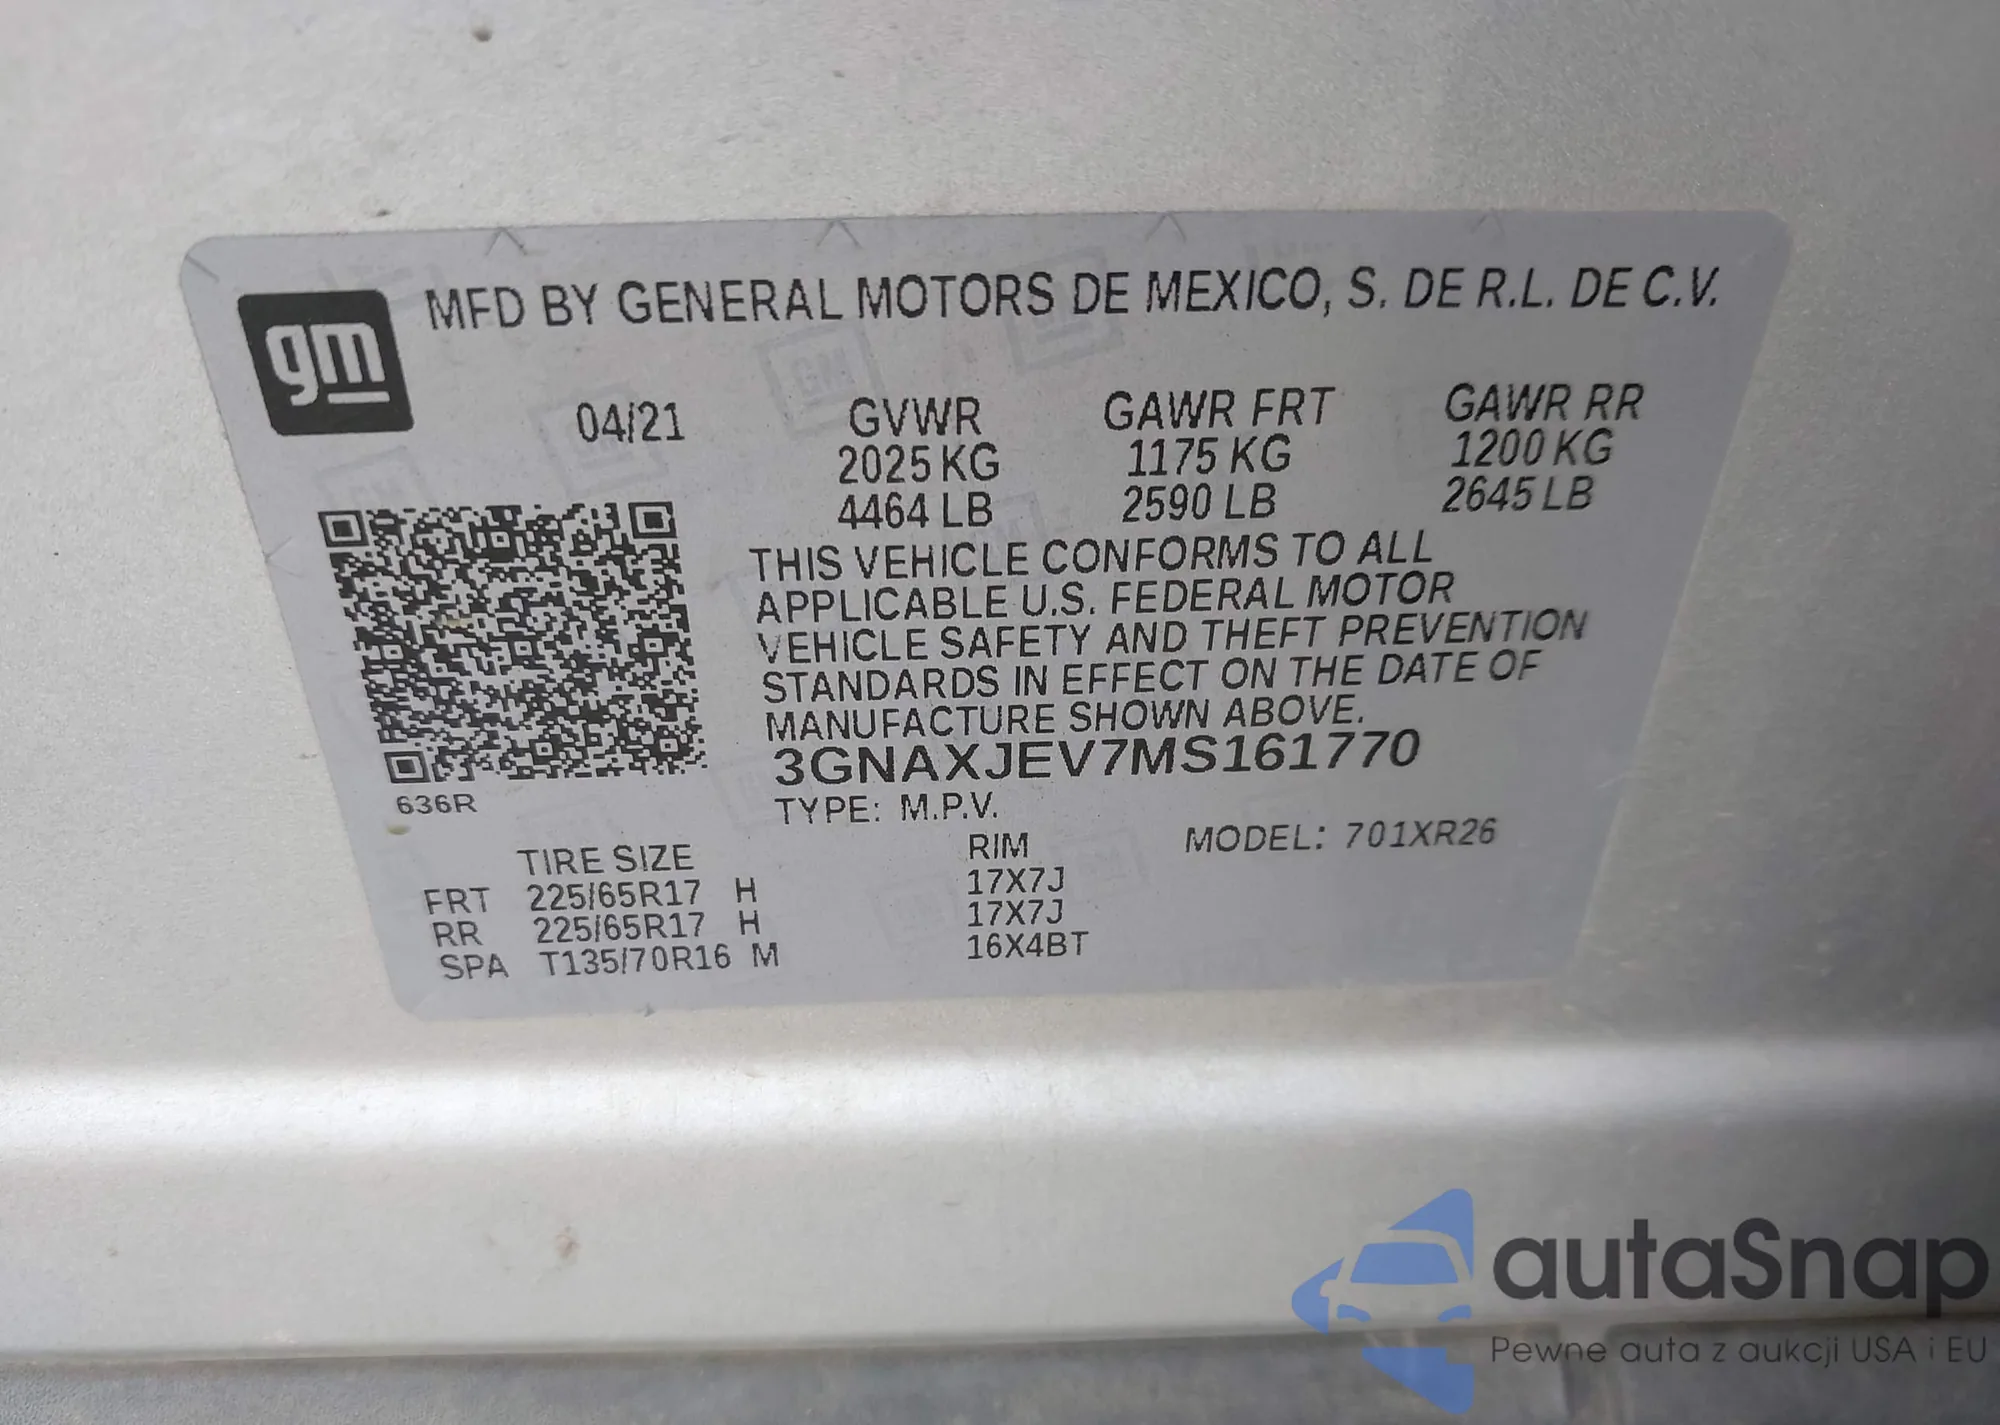 gm
MFD BY GENERAL MOTORS DE MEXICO, S. DE R.L. DE C.V.
04/21 GVWR GAWR FRT GAWR RR
2025 KG 1175 KG 1200 KG
4464 LB 2590 LB 2645 LB
THIS VEHICLE CONFORMS TO ALL
APPLICABLE U.S. FEDERAL MOTOR
VEHICLE SAFETY AND THEFT PREVENTION
STANDARDS IN EFFECT ON THE DATE OF
MANUFACTURE SHOWN ABOVE.
3GNAXJEV7MS161770
636R
TYPE: M.P.V.
MODEL: 701XR26
TIRE SIZE RIM
FRT 225/65R17 H 17X7J
RR 225/65R17 H 17X7J
SPA T135/70R16 M 16X4BT
autaSnap
Pewne auta z aukcji USA i EU